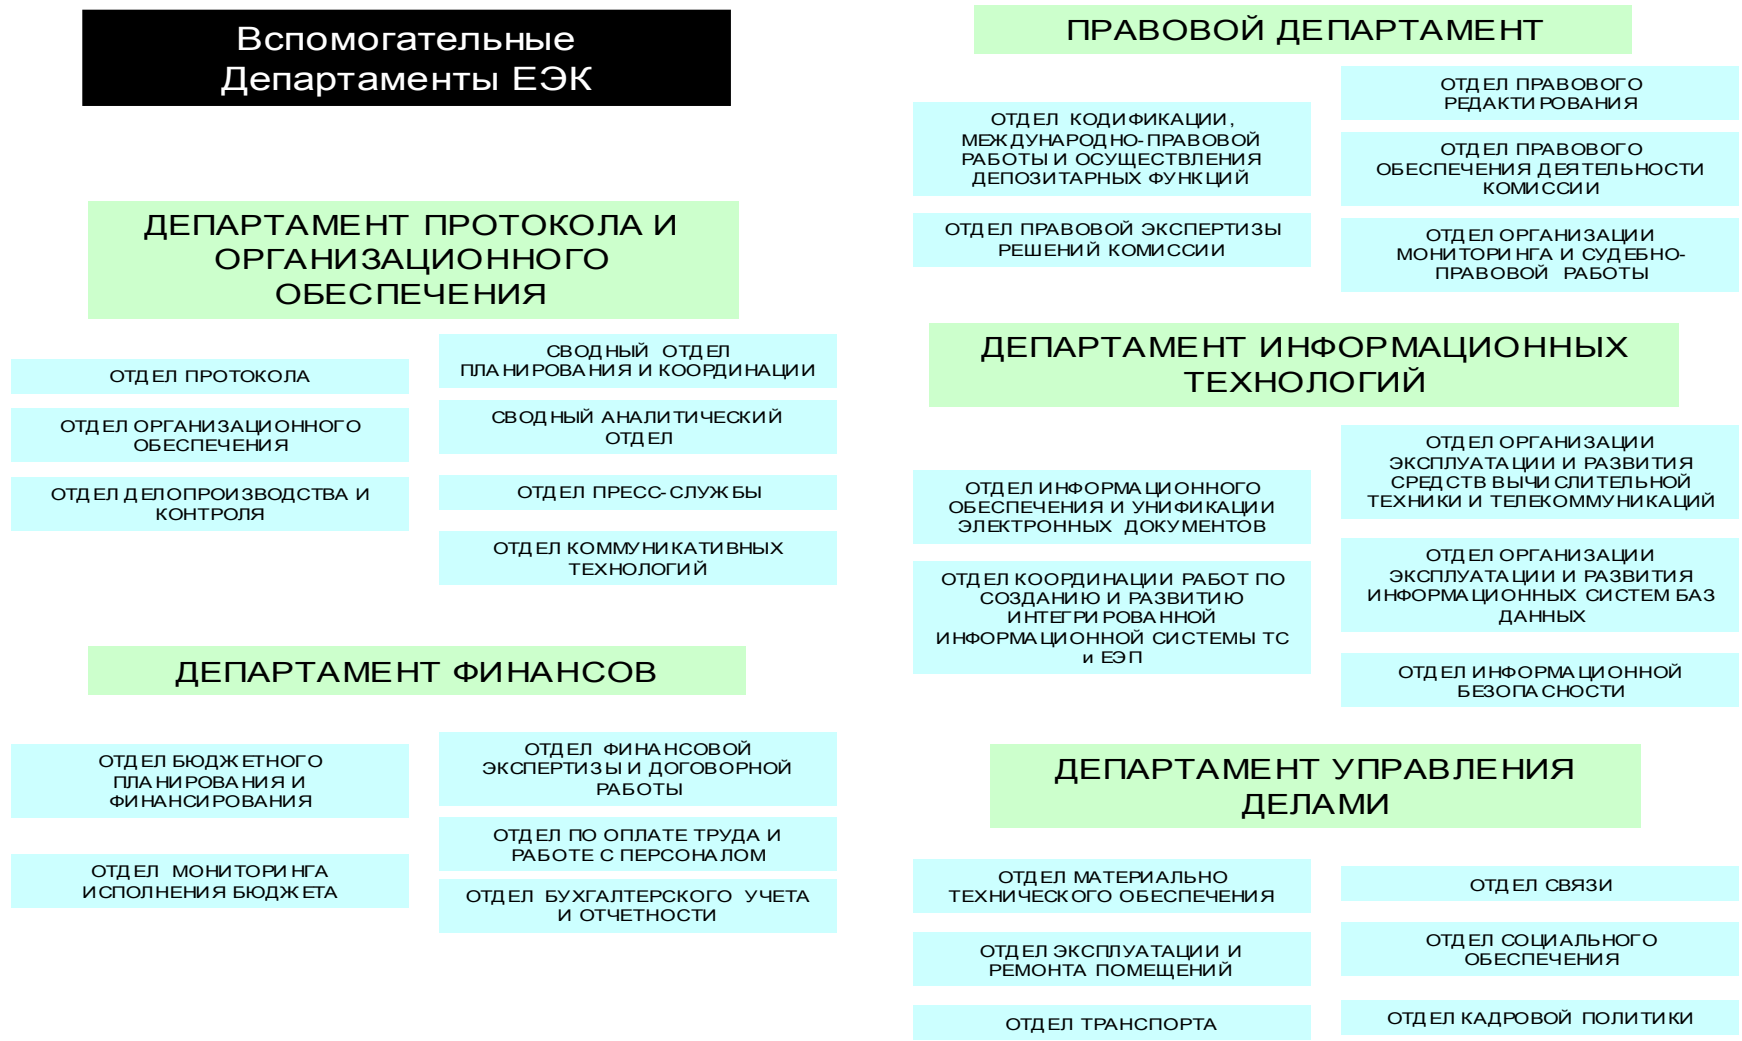 Вспомогательные
Департаменты ЕЭК
ДЕПАРТАМЕНТ ПРОТОКОЛА И
ОРГАНИЗАЦИОННОГО
ОБЕСПЕЧЕНИЯ
ОТДЕЛ ПРОТОКОЛА
ОТДЕЛ ОРГАНИЗАЦИОННОГО
ОБЕСПЕЧЕНИЯ
ОТДЕЛ ДЕЛОПРОИЗВОДСТВА И
КОНТРОЛЯ
СВОДНЫЙ ОТДЕЛ
ПЛАНИРОВАНИЯ И КООРДИНАЦИИ
СВОДНЫЙ АНАЛИТИЧЕСКИЙ
ОТДЕЛ
ОТДЕЛ ПРЕСС-СЛУЖБЫ
ОТДЕЛ КОММУНИКАТИВНЫХ
ТЕХНОЛОГИЙ
ДЕПАРТАМЕНТ ФИНАНСОВ
ОТДЕЛ БЮДЖЕТНОГО
ПЛАНИРОВАНИЯ И
ФИНАНСИРОВАНИЯ
ОТДЕЛ МОНИТОРИНГА
ИСПОЛНЕНИЯ БЮДЖЕТА
ОТДЕЛ ФИНАНСОВОЙ
ЭКСПЕРТИЗЫ И ДОГОВОРНОЙ
РАБОТЫ
ОТДЕЛ ПО ОПЛАТЕ ТРУДА И
РАБОТЕ С ПЕРСОНАЛОМ
ОТДЕЛ БУХГАЛТЕРСКОГО УЧЕТА
И ОТЧЕТНОСТИ
ПРАВОВОЙ ДЕПАРТАМЕНТ
ОТДЕЛ КОДИФИКАЦИИ,
МЕЖДУНАРОДНО-ПРАВОВОЙ
РАБОТЫ И ОСУЩЕСТВЛЕНИЯ
ДЕПОЗИТАРНЫХ ФУНКЦИЙ
ОТДЕЛ ПРАВОВОЙ ЭКСПЕРТИЗЫ
РЕШЕНИЙ КОМИССИИ
ОТДЕЛ ПРАВОВОГО
РЕДАКТИРОВАНИЯ
ОТДЕЛ ПРАВОВОГО
ОБЕСПЕЧЕНИЯ ДЕЯТЕЛЬНОСТИ
КОМИССИИ
ОТДЕЛ ОРГАНИЗАЦИИ
МОНИТОРИНГА И СУДЕБНО-
ПРАВОВОЙ РАБОТЫ
ДЕПАРТАМЕНТ ИНФОРМАЦИОННЫХ
ТЕХНОЛОГИЙ
ОТДЕЛ ИНФОРМАЦИОННОГО
ОБЕСПЕЧЕНИЯ И УНИФИКАЦИИ
ЭЛЕКТРОННЫХ ДОКУМЕНТОВ
ОТДЕЛ КООРДИНАЦИИ РАБОТ ПО
СОЗДАНИЮ И РАЗВИТИЮ
ИНТЕГРИРОВАННОЙ
ИНФОРМАЦИОННОЙ СИСТЕМЫ ТС
и ЕЭП
ОТДЕЛ ОРГАНИЗАЦИИ
ЭКСПЛУАТАЦИИ И РАЗВИТИЯ
СРЕДСТВ ВЫЧИСЛИТЕЛЬНОЙ
ТЕХНИКИ И ТЕЛЕКОММУНИКАЦИЙ
ОТДЕЛ ОРГАНИЗАЦИИ
ЭКСПЛУАТАЦИИ И РАЗВИТИЯ
ИНФОРМАЦИОННЫХ СИСТЕМ БАЗ
ДАННЫХ
ОТДЕЛ ИНФОРМАЦИОННОЙ
БЕЗОПАСНОСТИ
ДЕПАРТАМЕНТ УПРАВЛЕНИЯ
ДЕЛАМИ
ОТДЕЛ МАТЕРИАЛЬНО
ТЕХНИЧЕСКОГО ОБЕСПЕЧЕНИЯ
ОТДЕЛ ЭКСПЛУАТАЦИИ И
РЕМОНТА ПОМЕЩЕНИЙ
ОТДЕЛ ТРАНСПОРТА
ОТДЕЛ СВЯЗИ
ОТДЕЛ СОЦИАЛЬНОГО
ОБЕСПЕЧЕНИЯ
ОТДЕЛ КАДРОВОЙ ПОЛИТИКИ